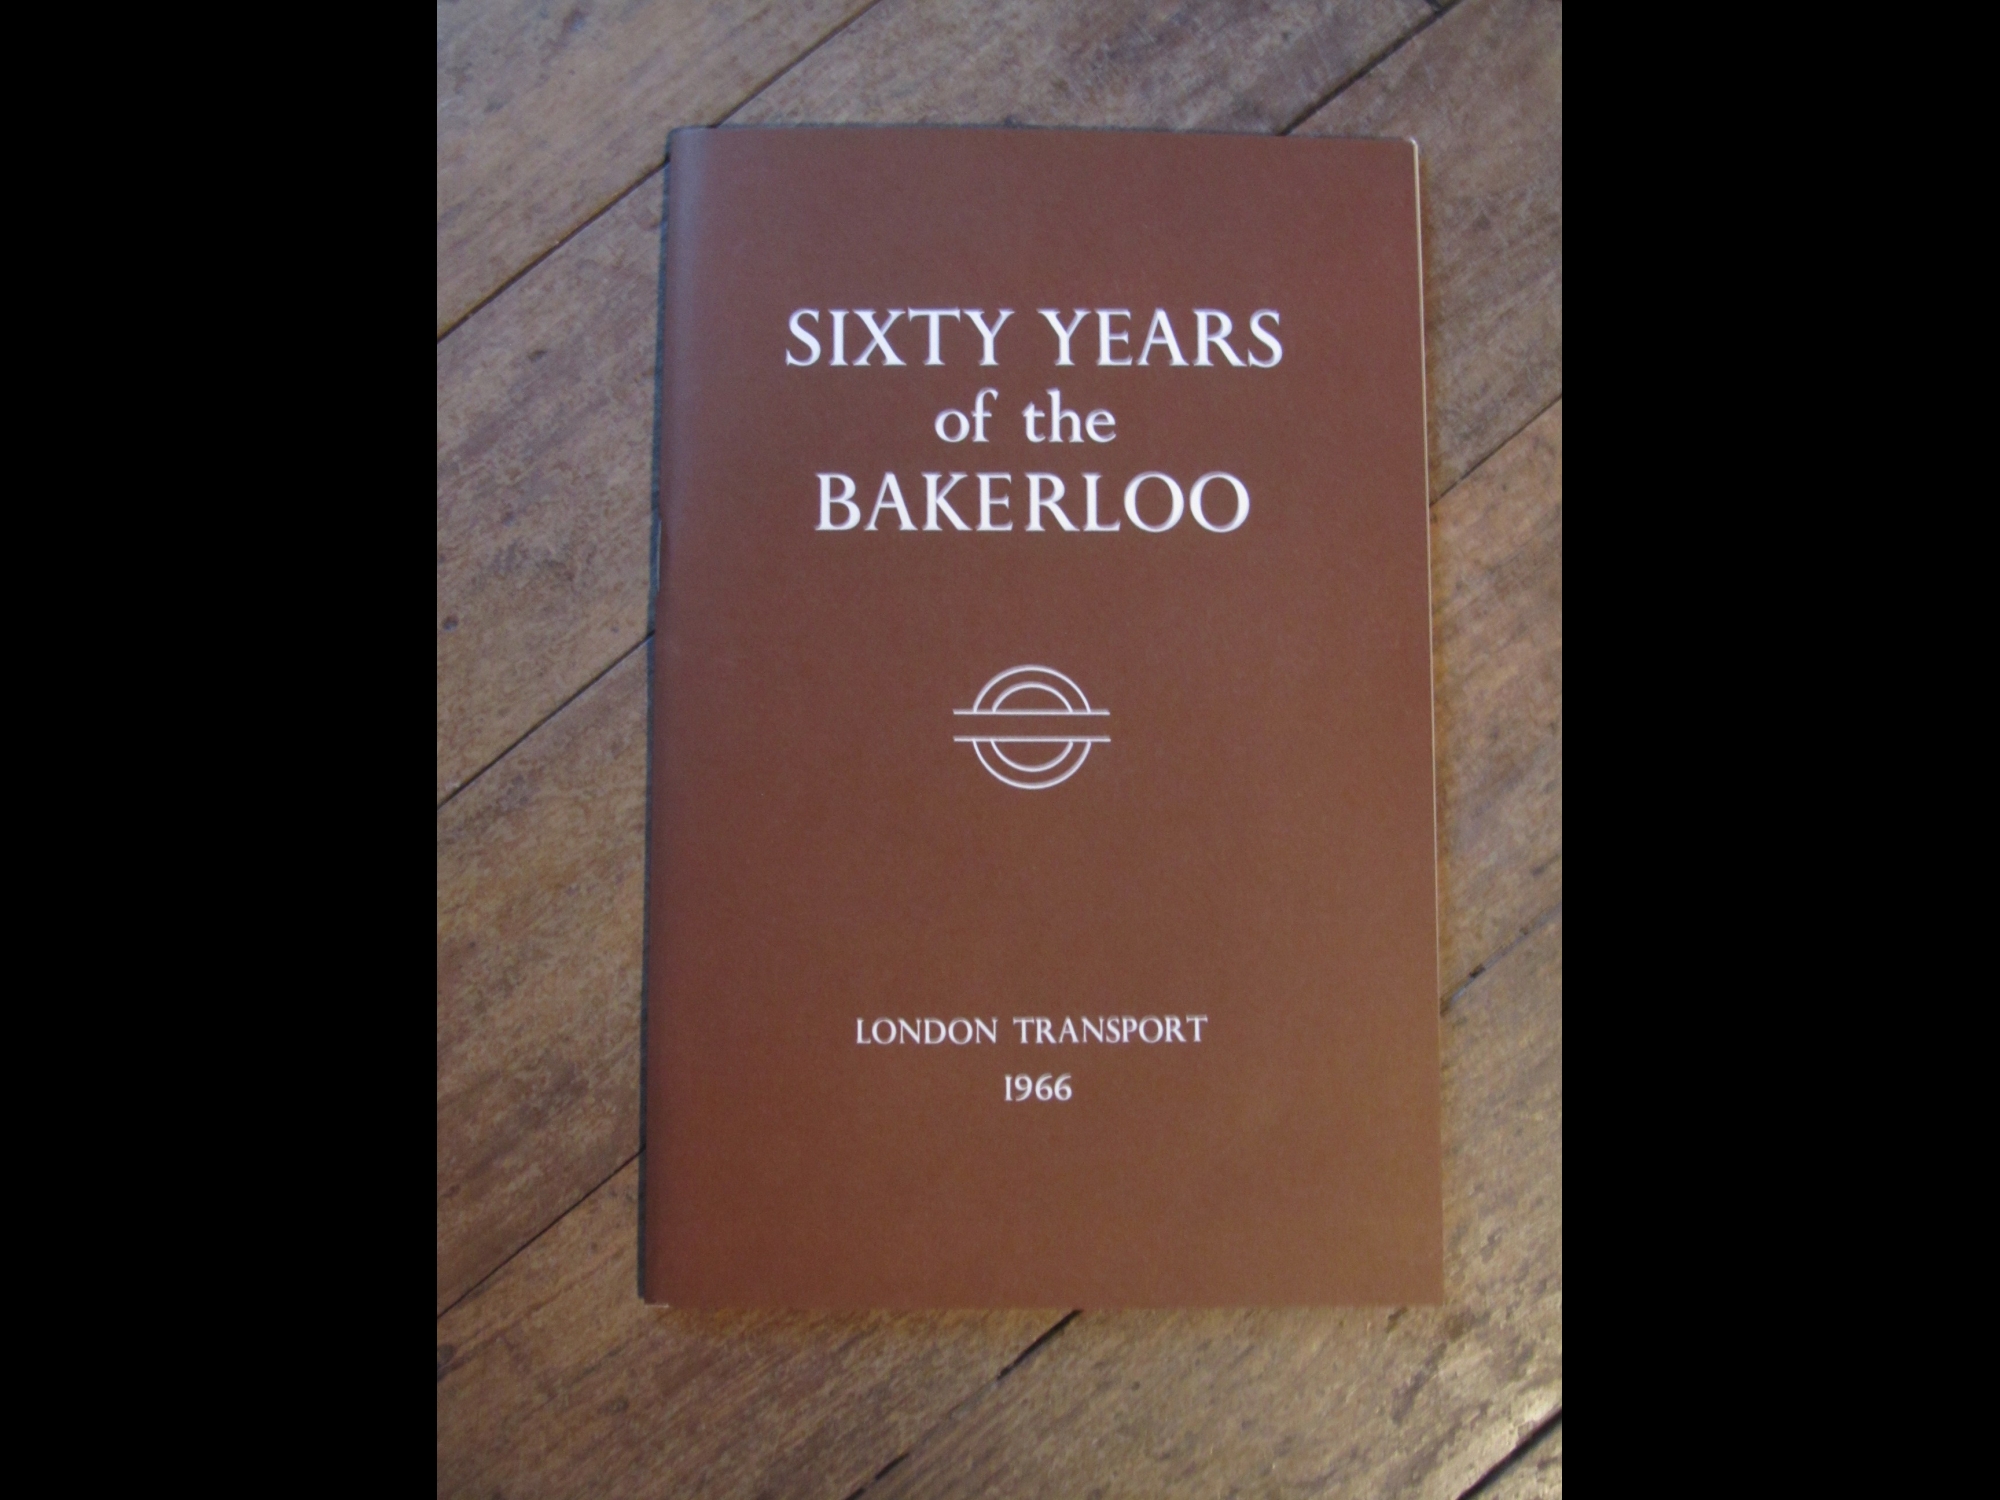 SIXTY YEARS
of the
BAKERLOO
LONDON TRANSPORT
1966